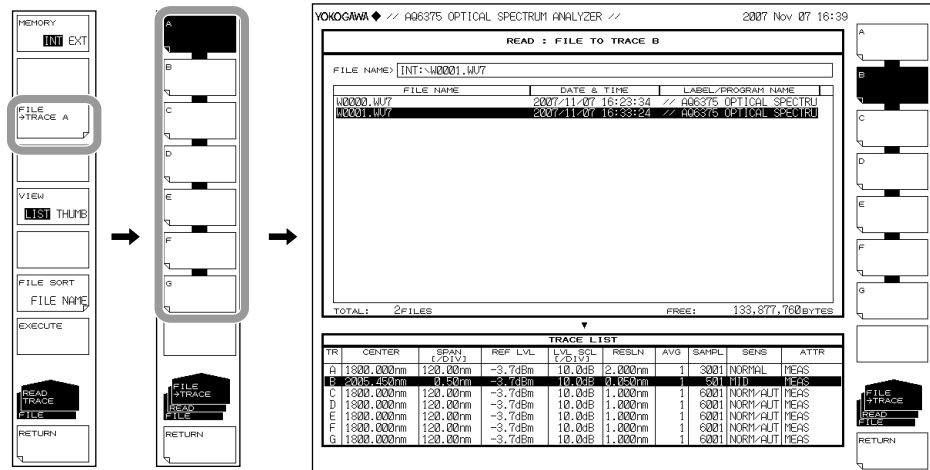 MEMORY
INT EXT
FILE
→TRACE A
VIEW
LIST THUMB
FILE SORT
FILE NAME
EXECUTE
READ
TRACE
FILE
RETURN
A
B
C
D
E
F
G
FILE
→TRACE
READ
FILE
RETURN
YOKOGAWA ◆ // AQ6375 OPTICAL SPECTRUM ANALYZER // 2007 Nov 07 16:39
READ : FILE TO TRACE B
FILE NAME> INT:\W0001.WV7
FILE NAME DATE & TIME LABEL/PROGRAM NAME
W0000.WV7 2007/11/07 16:23:34 // AQ6375 OPTICAL SPECTRU
W0001.WV7 2007/11/07 16:33:24 // AQ6375 OPTICAL SPECTRU
TOTAL: 2FILES FREE: 133,877,760BYTES
▼
TRACE LIST
TR CENTER SPAN [/DIV] REF LVL LVL SCL [/DIV] RESLN AVG SAMPL SENS ATTR
A 1800.000nm 120.00nm -3.7dBm 10.0dB 2.000nm 1 3001 NORMAL MEAS
B 2005.450nm 0.50nm -3.7dBm 10.0dB 0.050nm 1 501 MID MEAS
C 1800.000nm 120.00nm -3.7dBm 10.0dB 1.000nm 1 6001 NORM/AUT MEAS
D 1800.000nm 120.00nm -3.7dBm 10.0dB 1.000nm 1 6001 NORM/AUT MEAS
E 1800.000nm 120.00nm -3.7dBm 10.0dB 1.000nm 1 6001 NORM/AUT MEAS
F 1800.000nm 120.00nm -3.7dBm 10.0dB 1.000nm 1 6001 NORM/AUT MEAS
G 1800.000nm 120.00nm -3.7dBm 10.0dB 1.000nm 1 6001 NORM/AUT MEAS
A
B
C
D
E
F
G
FILE
→TRACE
READ
FILE
RETURN